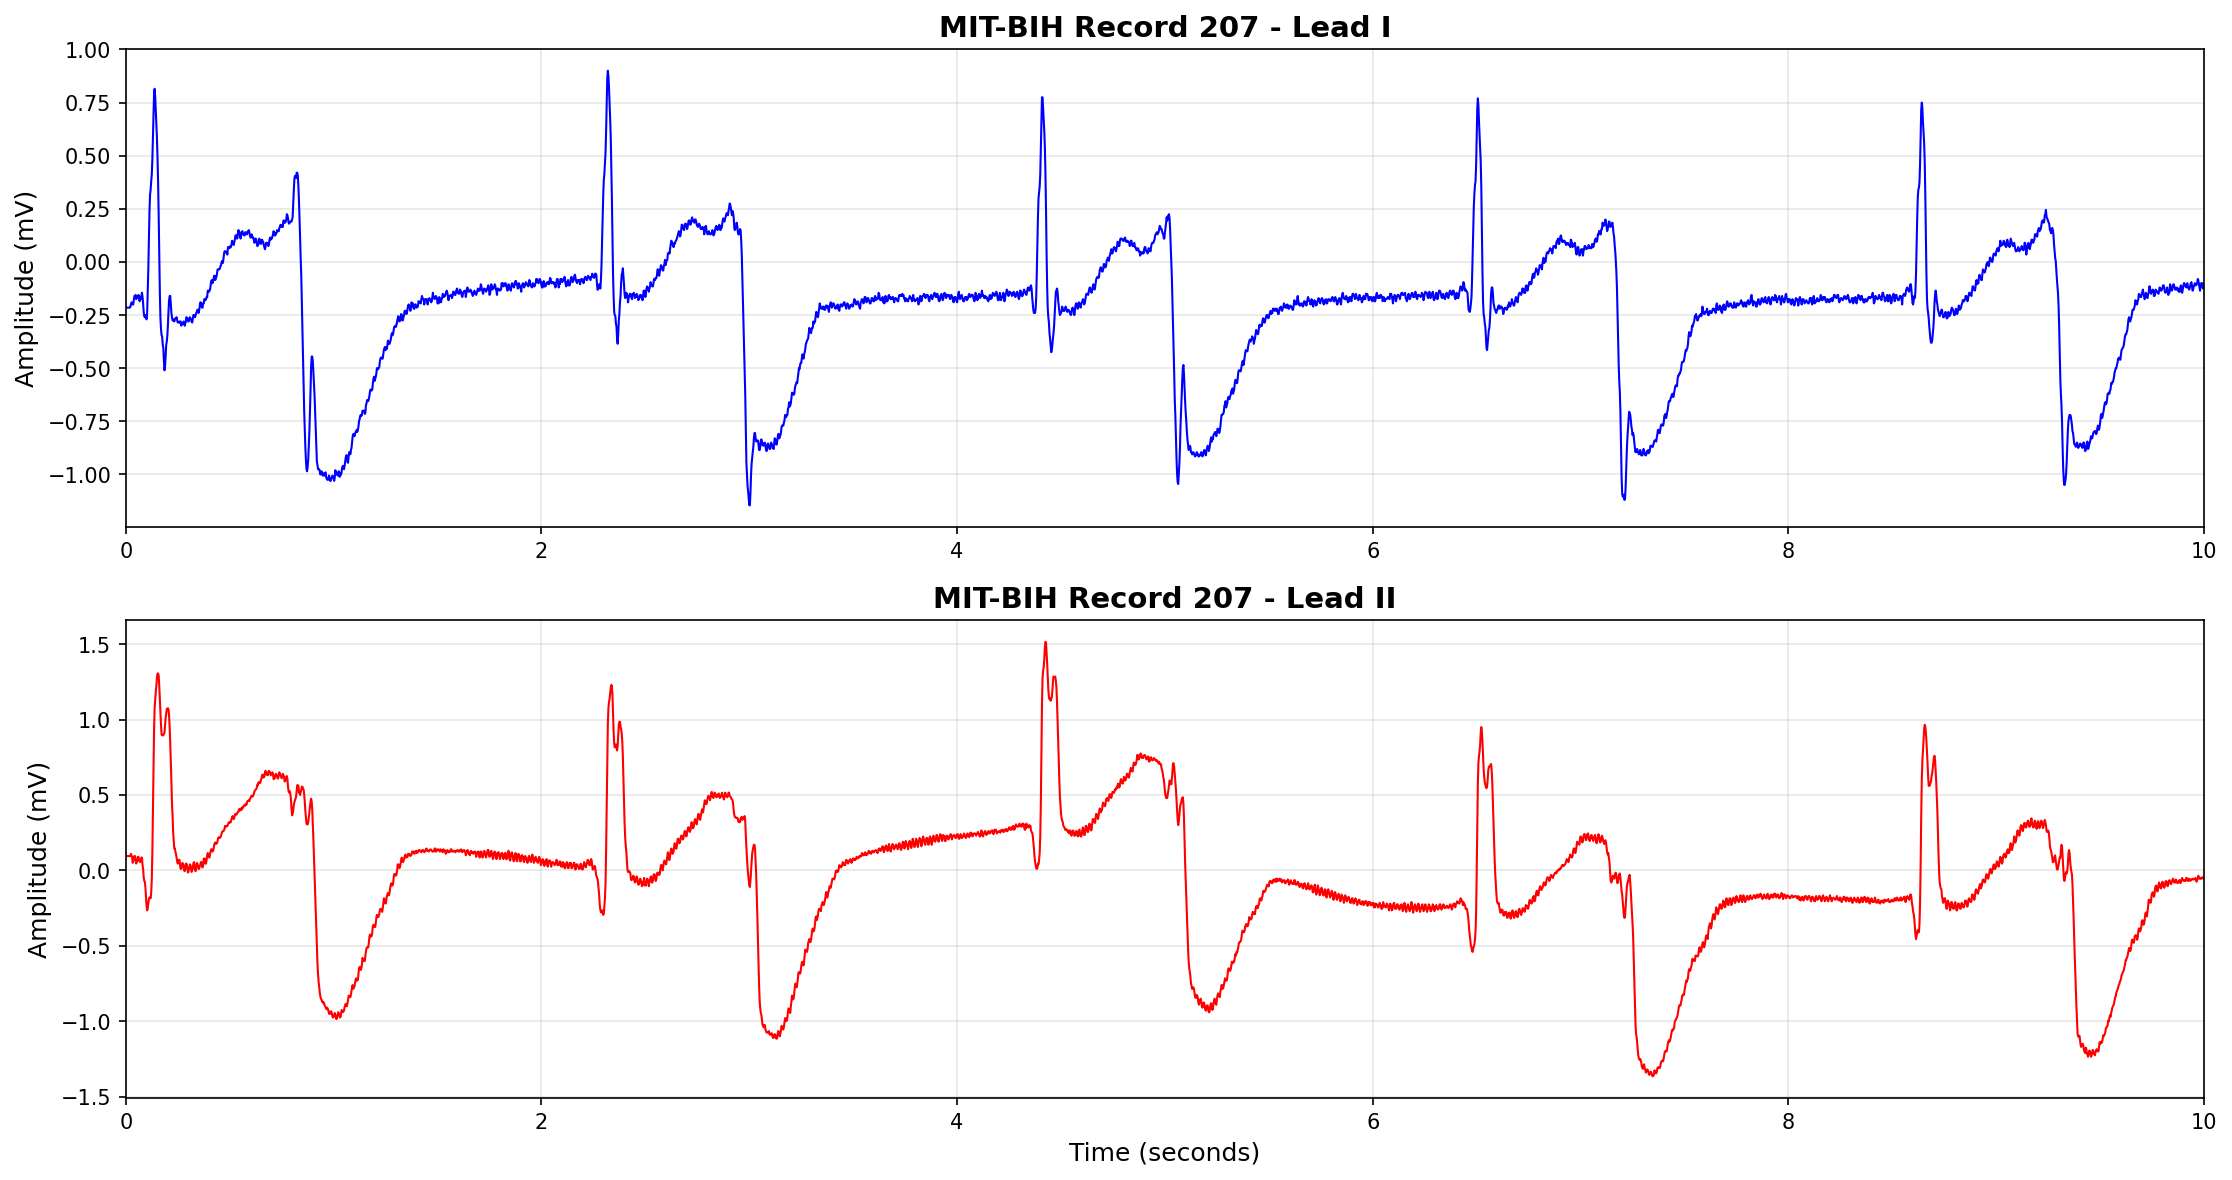 MIT-BIH Record 207 - Lead I
Amplitude (mV)
1.00
0.75
0.50
0.25
0.00
−0.25
−0.50
−0.75
−1.00
0 2 4 6 8 10
MIT-BIH Record 207 - Lead II
Amplitude (mV)
1.5
1.0
0.5
0.0
−0.5
−1.0
−1.5
0 2 4 6 8 10
Time (seconds)